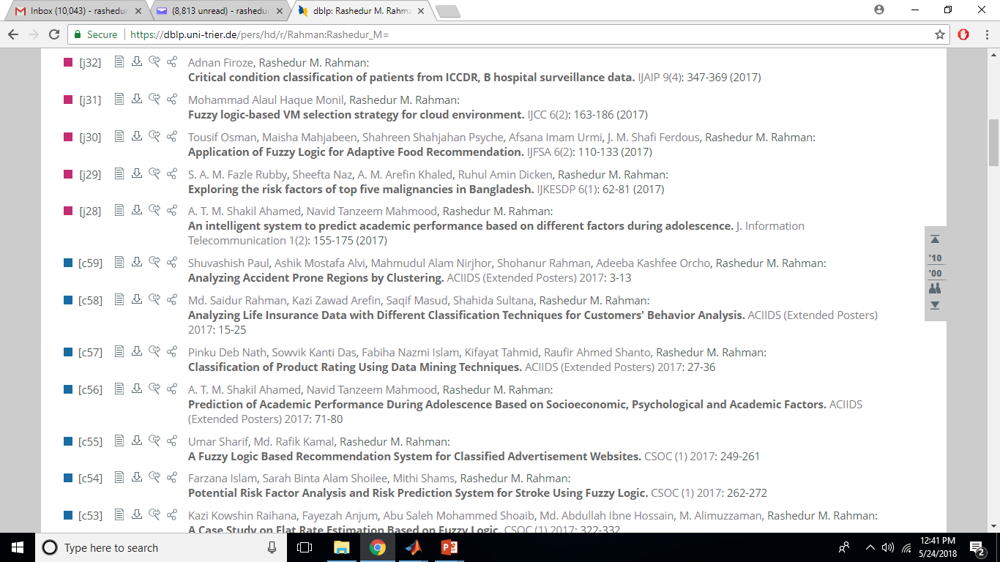 Inbox (10,043) - rashedur
(8,813 unread) - rashedur
dblp: Rashedur M. Rahma
Secure
https://dblp.uni-trier.de/pers/hd/r/Rahman:Rashedur_M=
[j32] Adnan Firoze, Rashedur M. Rahman:
Critical condition classification of patients from ICCDR, B hospital surveillance data. IJAIP 9(4): 347-369 (2017)
[j31] Mohammad Alaul Haque Monil, Rashedur M. Rahman:
Fuzzy logic-based VM selection strategy for cloud environment. IJCC 6(2): 163-186 (2017)
[j30] Tousif Osman, Maisha Mahjabeen, Shahreen Shahjahan Psyche, Afsana Imam Urmi, J. M. Shafi Ferdous, Rashedur M. Rahman:
Application of Fuzzy Logic for Adaptive Food Recommendation. IJFSA 6(2): 110-133 (2017)
[j29] S. A. M. Fazle Rubby, Sheefta Naz, A. M. Arefin Khaled, Ruhul Amin Dicken, Rashedur M. Rahman:
Exploring the risk factors of top five malignancies in Bangladesh. IJKESDP 6(1): 62-81 (2017)
[j28] A. T. M. Shakil Ahamed, Navid Tanzeem Mahmood, Rashedur M. Rahman:
An intelligent system to predict academic performance based on different factors during adolescence. J. Information
Telecommunication 1(2): 155-175 (2017)
[c59] Shuvashish Paul, Ashik Mostafa Alvi, Mahmudul Alam Nirjhor, Shohanur Rahman, Adeeba Kashfee Orcho, Rashedur M. Rahman:
Analyzing Accident Prone Regions by Clustering. ACIIDS (Extended Posters) 2017: 3-13
[c58] Md. Saidur Rahman, Kazi Zawad Arefin, Saqif Masud, Shahida Sultana, Rashedur M. Rahman:
Analyzing Life Insurance Data with Different Classification Techniques for Customers' Behavior Analysis. ACIIDS (Extended Posters)
2017: 15-25
[c57] Pinku Deb Nath, Sowvik Kanti Das, Fabiha Nazmi Islam, Kifayat Tahmid, Raufir Ahmed Shanto, Rashedur M. Rahman:
Classification of Product Rating Using Data Mining Techniques. ACIIDS (Extended Posters) 2017: 27-36
[c56] A. T. M. Shakil Ahamed, Navid Tanzeem Mahmood, Rashedur M. Rahman:
Prediction of Academic Performance During Adolescence Based on Socioeconomic, Psychological and Academic Factors. ACIIDS
(Extended Posters) 2017: 71-80
[c55] Umar Sharif, Md. Rafik Kamal, Rashedur M. Rahman:
A Fuzzy Logic Based Recommendation System for Classified Advertisement Websites. CSOC (1) 2017: 249-261
[c54] Farzana Islam, Sarah Binta Alam Shoilee, Mithi Shams, Rashedur M. Rahman:
Potential Risk Factor Analysis and Risk Prediction System for Stroke Using Fuzzy Logic. CSOC (1) 2017: 262-272
[c53] Kazi Kowshin Raihana, Fayezah Anjum, Abu Saleh Mohammed Shoaib, Md. Abdullah Ibne Hossain, M. Alimuzzaman, Rashedur M. Rahman:
A Case Study on Flat Rate Estimation Based on Fuzzy Logic. CSOC (1) 2017: 322-332
'10
'00
Type here to search
12:41 PM
5/24/2018
2